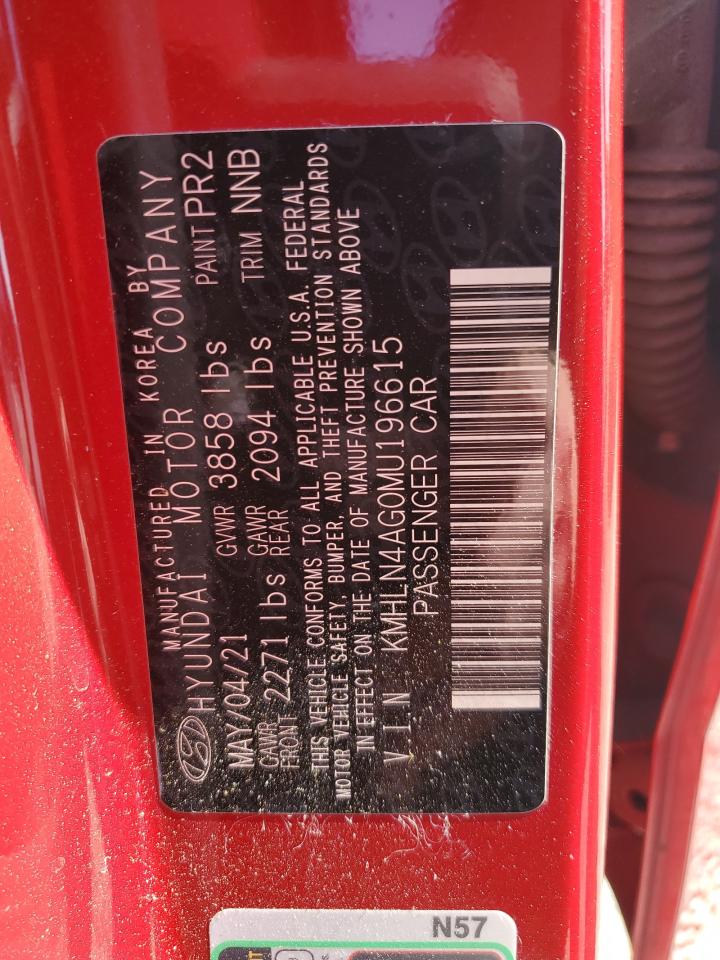 MANUFACTURED IN KOREA BY
HYUNDAI MOTOR COMPANY
MAY/04/21 GVWR 3858 lbs PAINT PR2
GAWR FRONT 2271 lbs GAWR REAR 2094 lbs TRIM NNB
THIS VEHICLE CONFORMS TO ALL APPLICABLE U.S.A. FEDERAL
MOTOR VEHICLE SAFETY, BUMPER, AND THEFT PREVENTION STANDARDS
IN EFFECT ON THE DATE OF MANUFACTURE SHOWN ABOVE
VIN KMHLN4AG0MU196615
PASSENGER CAR
N57